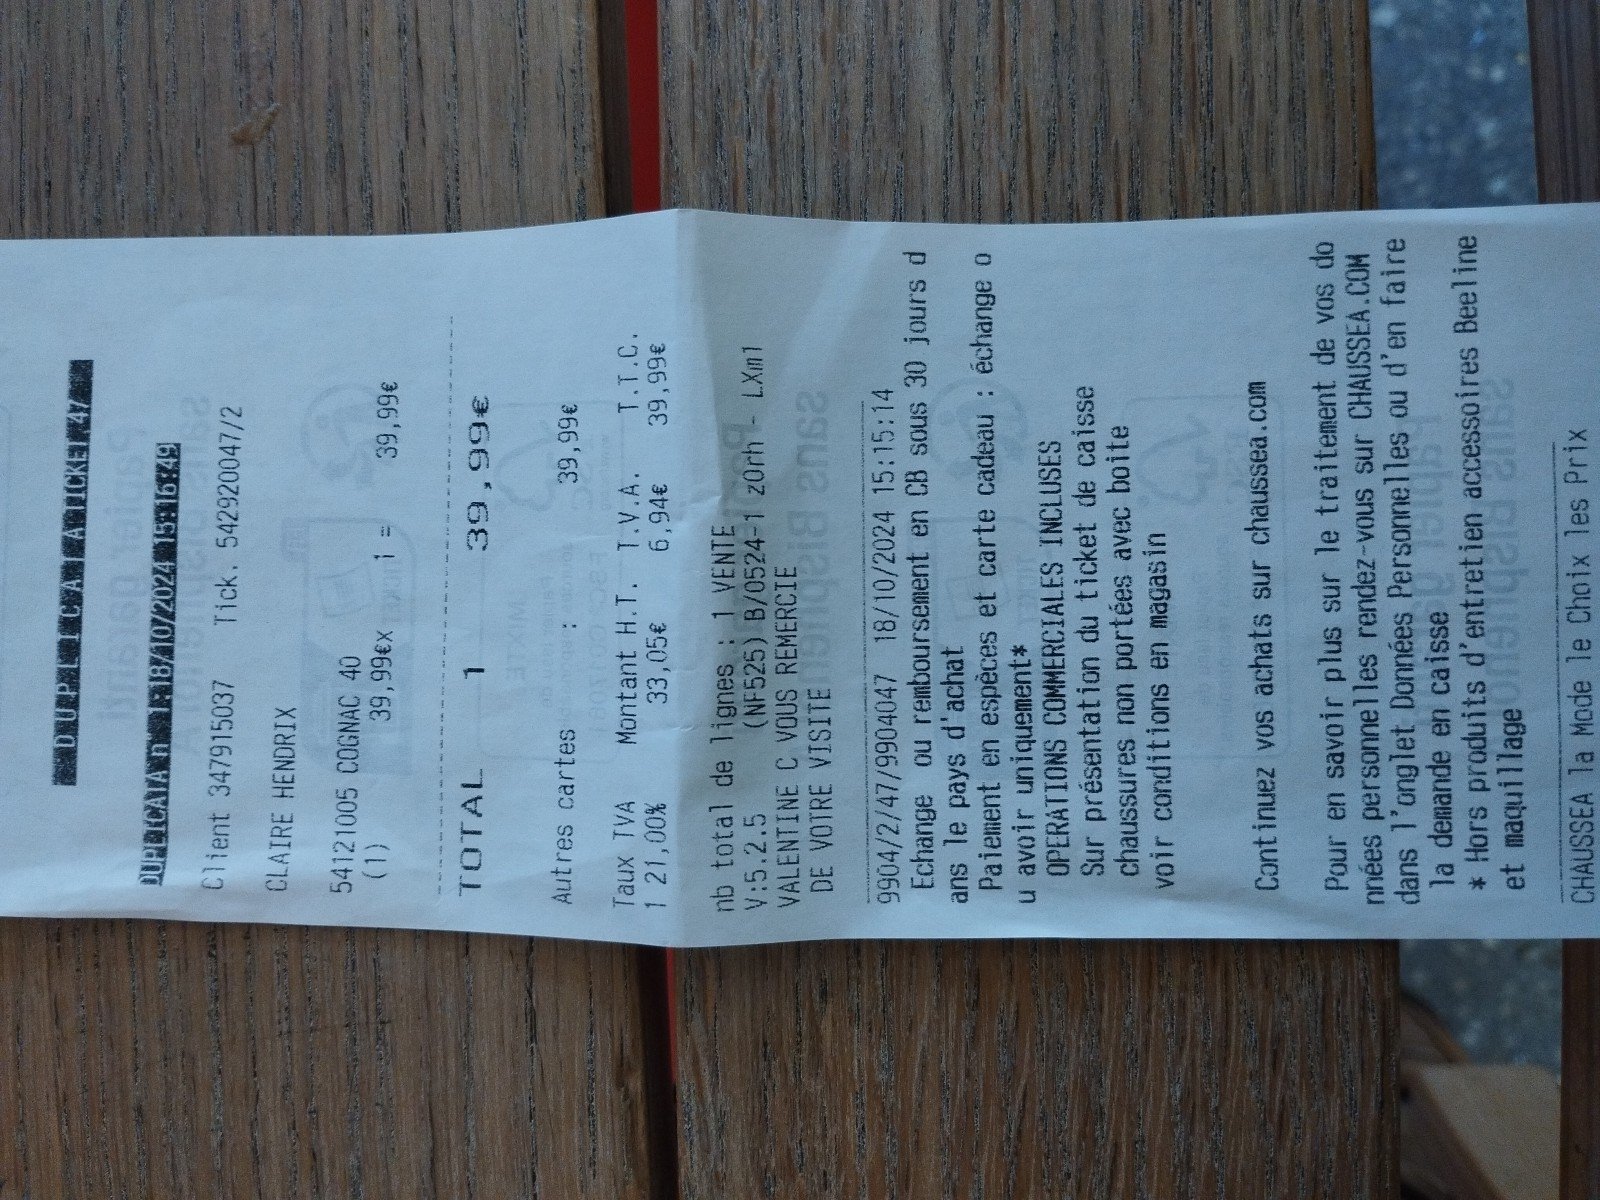 D U P L I C A T A TICKET 47
DUPLICATA n 1 18/10/2024 15:16:49
Client 347915037 Tick. 542920047/2
CLAIRE HENDRIX
54121005 COGNAC 40
(1) 39,99€x 1 = 39,99€
TOTAL 1 39,99€
Autres cartes : 39,99€
Taux TVA Montant H.T. T.V.A. T.T.C.
1 21,00% 33,05€ 6,94€ 39,99€
nb total de lignes : 1 VENTE
V:5.2.5 (NF525) B/0524-1 zOrh - LXml
VALENTINE C VOUS REMERCIE
DE VOTRE VISITE
9904/2/47/9904047 18/10/2024 15:15:14
Echange ou remboursement en CB sous 30 jours d
ans le pays d'achat
Paiement en espèces et carte cadeau : échange o
u avoir uniquement*
OPERATIONS COMMERCIALES INCLUSES
Sur présentation du ticket de caisse
chaussures non portées avec boite
voir conditions en magasin
Continuez vos achats sur chaussea.com
Pour en savoir plus sur le traitement de vos do
nnées personnelles rendez-vous sur CHAUSSEA.COM
dans l'onglet Données Personnelles ou d'en faire
la demande en caisse
* Hors produits d'entretien accessoires Beeline
et maquillage
CHAUSSEA la Mode le Choix les Prix